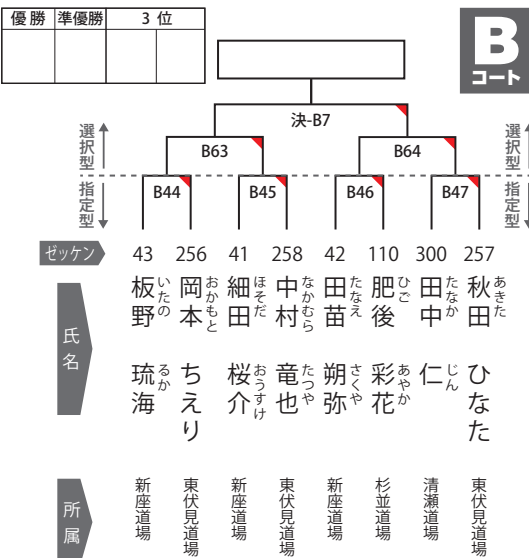 優勝 準優勝 3 位
B
コート
決-B7
選択型
選択型
B63 B64
指定型
指定型
B44 B45 B46 B47
ゼッケン 43 256 41 258 42 110 300 257
氏名
板野 琉海
いたの るか
岡本 ちえり
おかもと
細田 桜介
ほそだ おうすけ
中村 竜也
なかむら たつや
田苗 朔弥
たなえ さくや
肥後 彩花
ひご あやか
田中 仁
たなか じん
秋田 ひなた
あきた
所属
新座道場
東伏見道場
新座道場
東伏見道場
新座道場
杉並道場
清瀬道場
東伏見道場